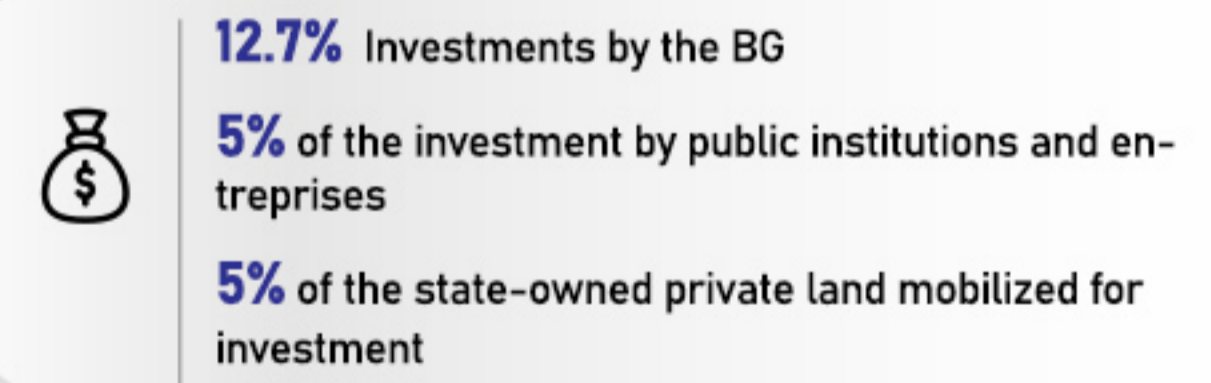 12.7% Investments by the BG
5% of the investment by public institutions and en-
treprises
5% of the state-owned private land mobilized for
investment